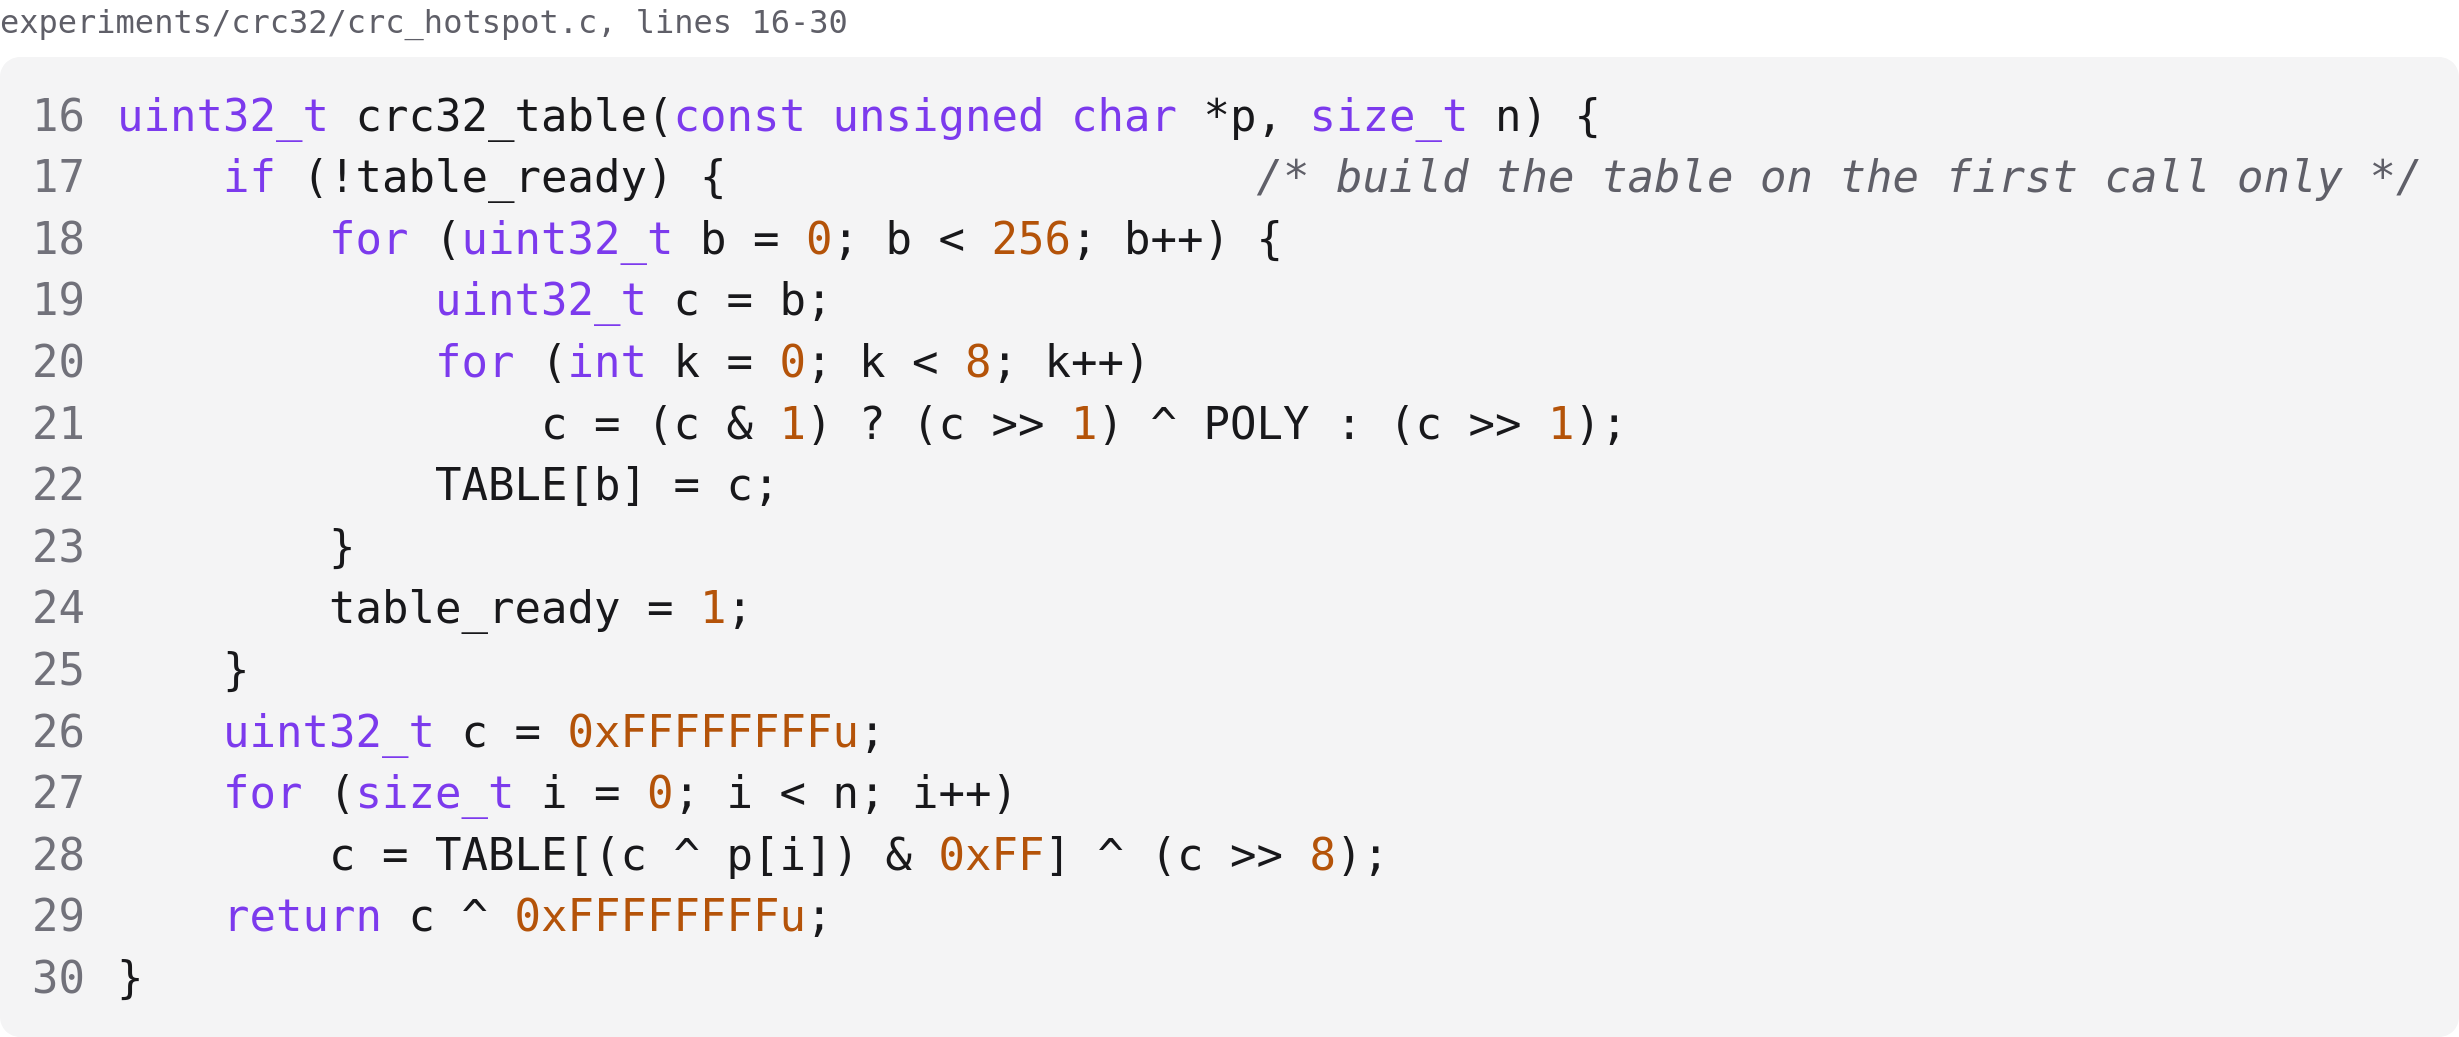 experiments/crc32/crc_hotspot.c, lines 16-30
16 uint32_t crc32_table(const unsigned char *p, size_t n) {
17     if (!table_ready) {                    /* build the table on the first call only */
18         for (uint32_t b = 0; b < 256; b++) {
19             uint32_t c = b;
20             for (int k = 0; k < 8; k++)
21                 c = (c & 1) ? (c >> 1) ^ POLY : (c >> 1);
22             TABLE[b] = c;
23         }
24         table_ready = 1;
25     }
26     uint32_t c = 0xFFFFFFFFu;
27     for (size_t i = 0; i < n; i++)
28         c = TABLE[(c ^ p[i]) & 0xFF] ^ (c >> 8);
29     return c ^ 0xFFFFFFFFu;
30 }